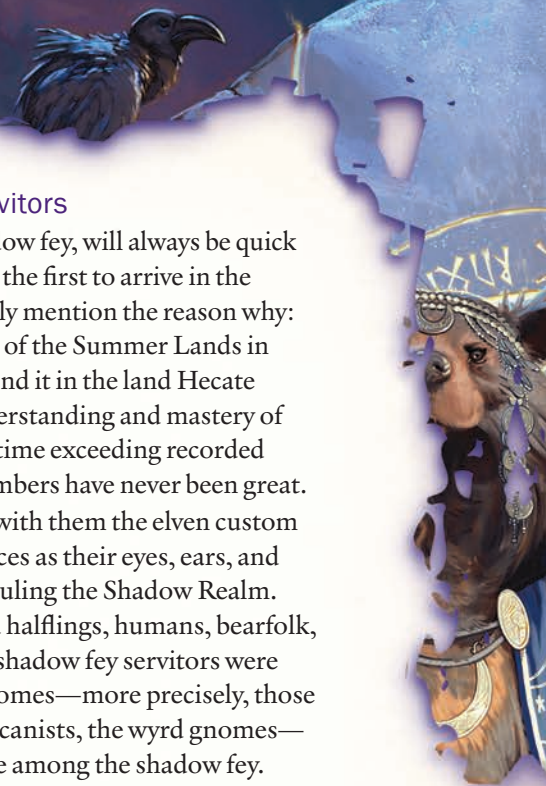 vitors
low fey, will always be quick
the first to arrive in the
ly mention the reason why:
of the Summer Lands in
nd it in the land Hecate
erstanding and mastery of
time exceeding recorded
mbers have never been great.
with them the elven custom
ces as their eyes, ears, and
uling the Shadow Realm.
halflings, humans, bearfolk,
shadow fey servitors were
omes—more precisely, those
canists, the wyrd gnomes—
e among the shadow fey.